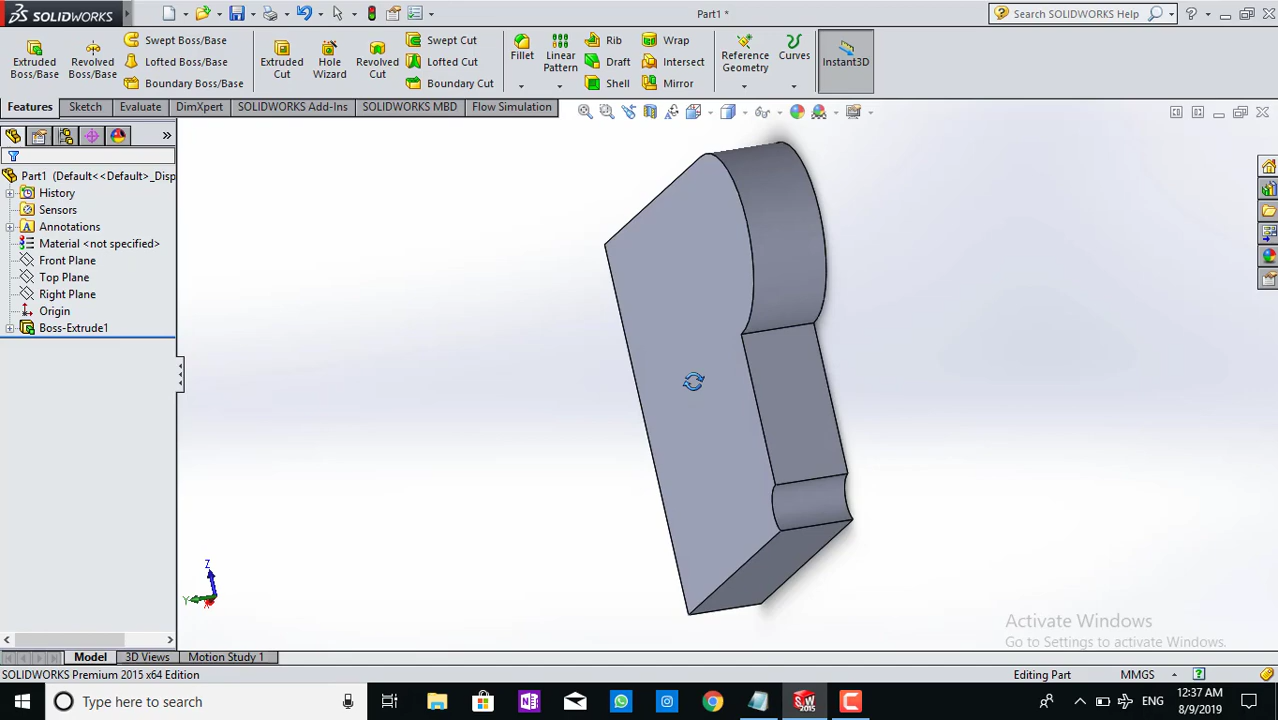 SOLIDWORKS
Part1 *
Search SOLIDWORKS Help
Extruded Boss/Base
Revolved Boss/Base
Swept Boss/Base
Lofted Boss/Base
Boundary Boss/Base
Extruded Cut
Hole Wizard
Revolved Cut
Swept Cut
Lofted Cut
Boundary Cut
Fillet
Linear Pattern
Rib
Draft
Shell
Wrap
Intersect
Mirror
Reference Geometry
Curves
Instant3D
Features
Sketch
Evaluate
DimXpert
SOLIDWORKS Add-Ins
SOLIDWORKS MBD
Flow Simulation
Part1 (Default<<Default>_Disp
History
Sensors
Annotations
Material <not specified>
Front Plane
Top Plane
Right Plane
Origin
Boss-Extrude1
Z
Y
X
Activate Windows
Go to Settings to activate Windows.
Model
3D Views
Motion Study 1
SOLIDWORKS Premium 2015 x64 Edition
Editing Part
MMGS
Type here to search
SW
2015
ENG
12:37 AM
8/9/2019